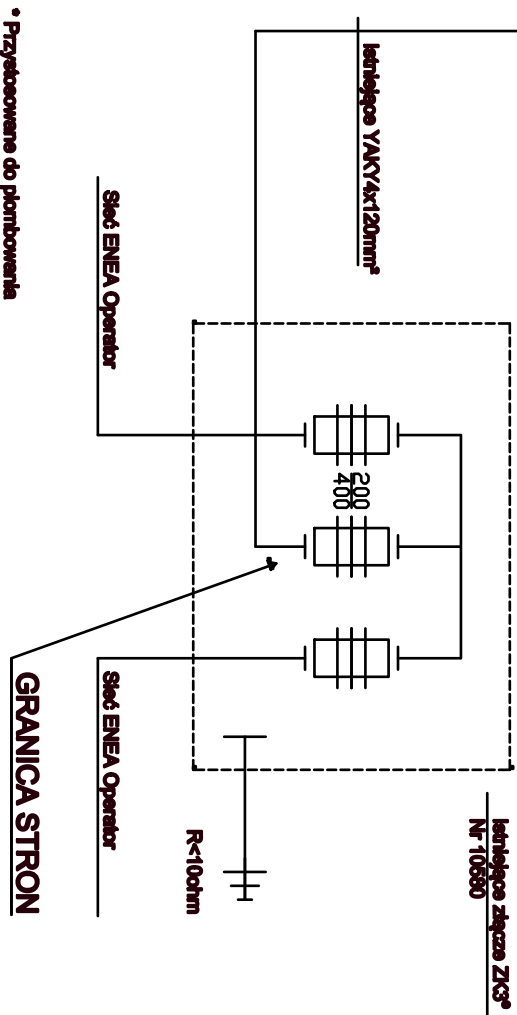 istniejące złącze ZK3*
Nr 10680
istniejące YAKY4x120mm²
200
400
R<10ohm
Sieć ENEA Operator
Sieć ENEA Operator
GRANICA STRON
* Przystosowane do plombowania